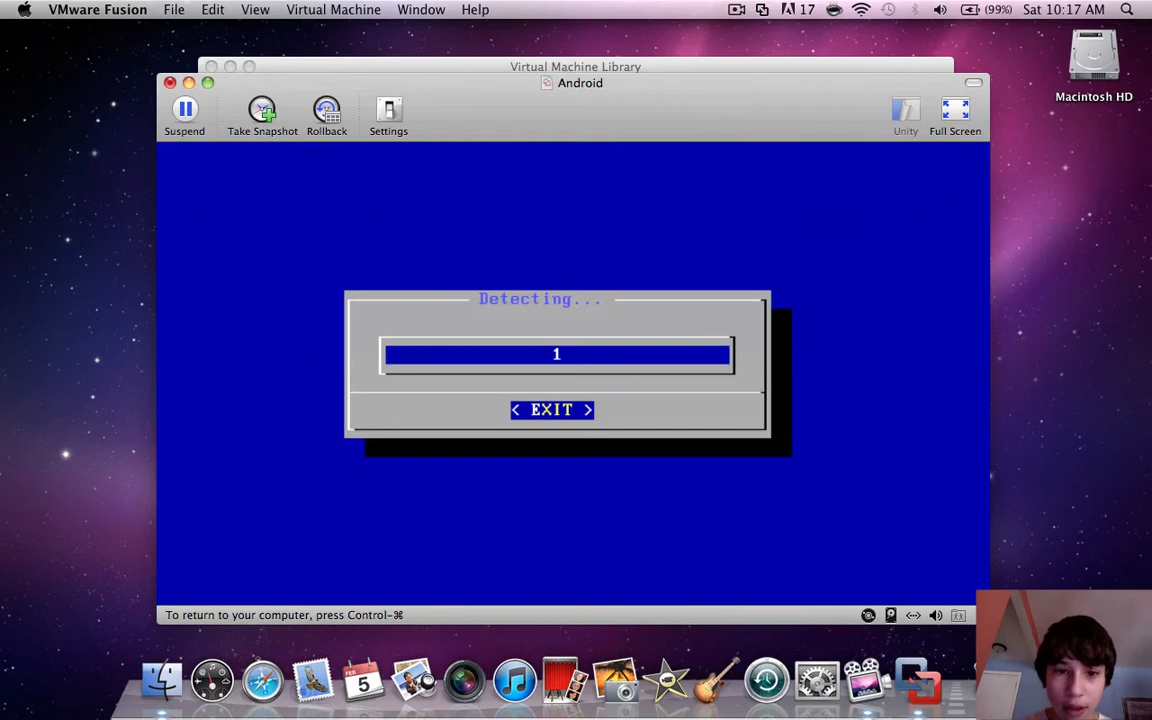 VMware Fusion File Edit View Virtual Machine Window Help 17 (99%) Sat 10:17 AM
Virtual Machine Library
Android
Macintosh HD
Suspend Take Snapshot Rollback Settings Unity Full Screen
Detecting...
1
< EXIT >
To return to your computer, press Control-⌘
FEB
5